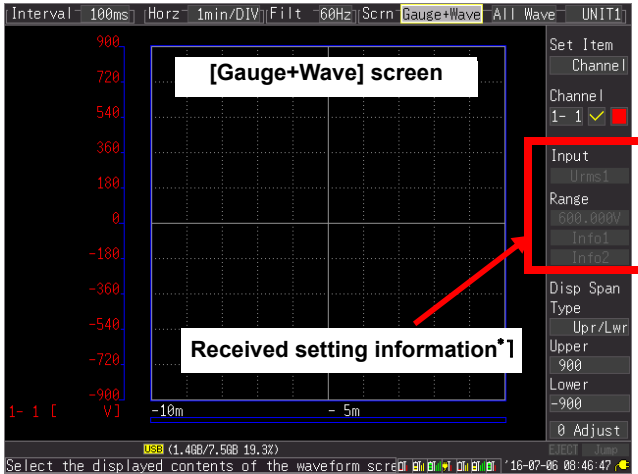 Interval 100ms Horz 1min/DIV Filt 60Hz Scrn Gauge+Wave All Wave UNIT1
900
720
540
360
180
0
-180
-360
-540
-720
-900
1- 1 [ V]
[Gauge+Wave] screen
Received setting information*1
-10m - 5m
Set Item
Channel
Channel
1- 1
Input
Urms1
Range
600.000V
Info1
Info2
Disp Span
Type
Upr/Lwr
Upper
900
Lower
-900
0 Adjust
EJECT Jump
USB (1.4GB/7.5GB 19.3%)
Select the displayed contents of the waveform scre
'16-07-06 08:46:47